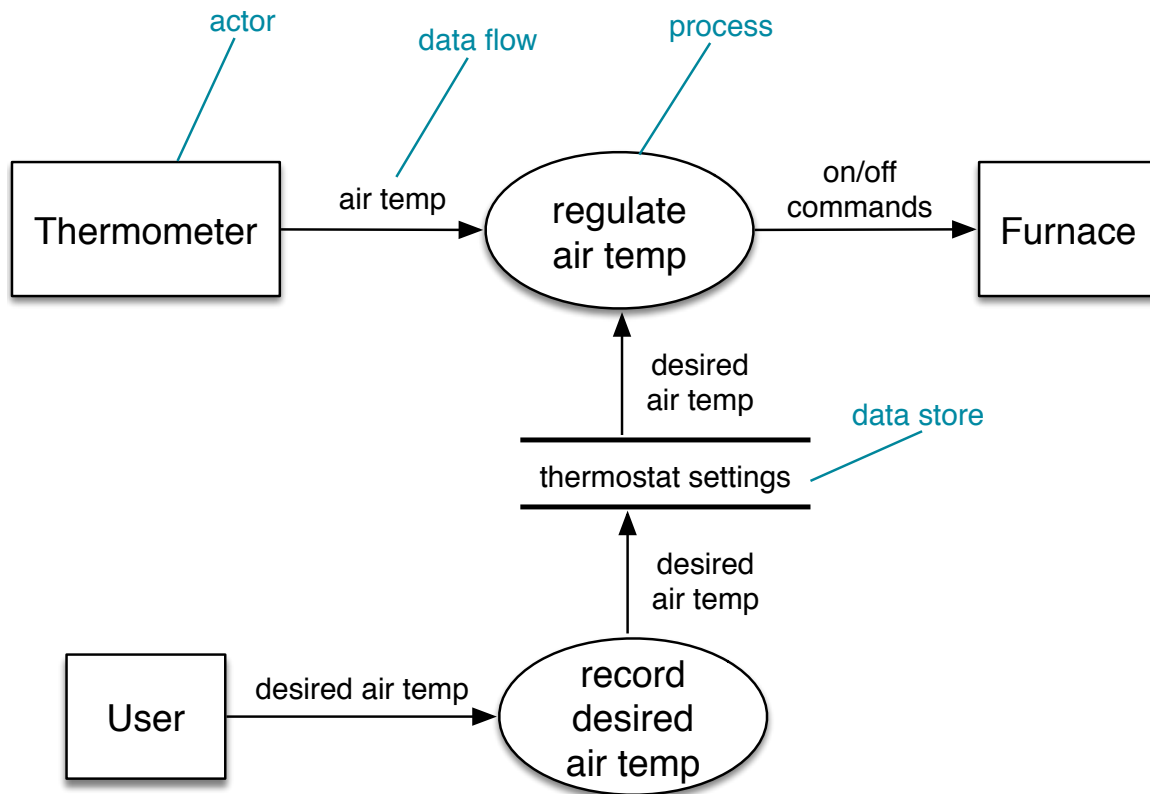 actor
data flow
process
Thermometer
air temp
regulate
air temp
on/off
commands
Furnace
desired
air temp
data store
thermostat settings
desired
air temp
User
desired air temp
record
desired
air temp